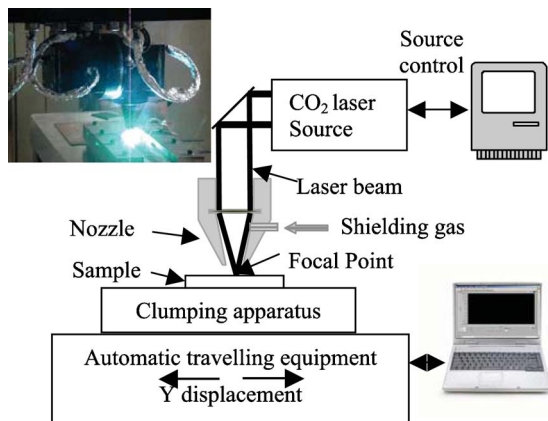 Source
control
CO₂ laser
Source
Laser beam
Nozzle
Shielding gas
Sample
Focal Point
Clumping apparatus
Automatic travelling equipment
Y displacement